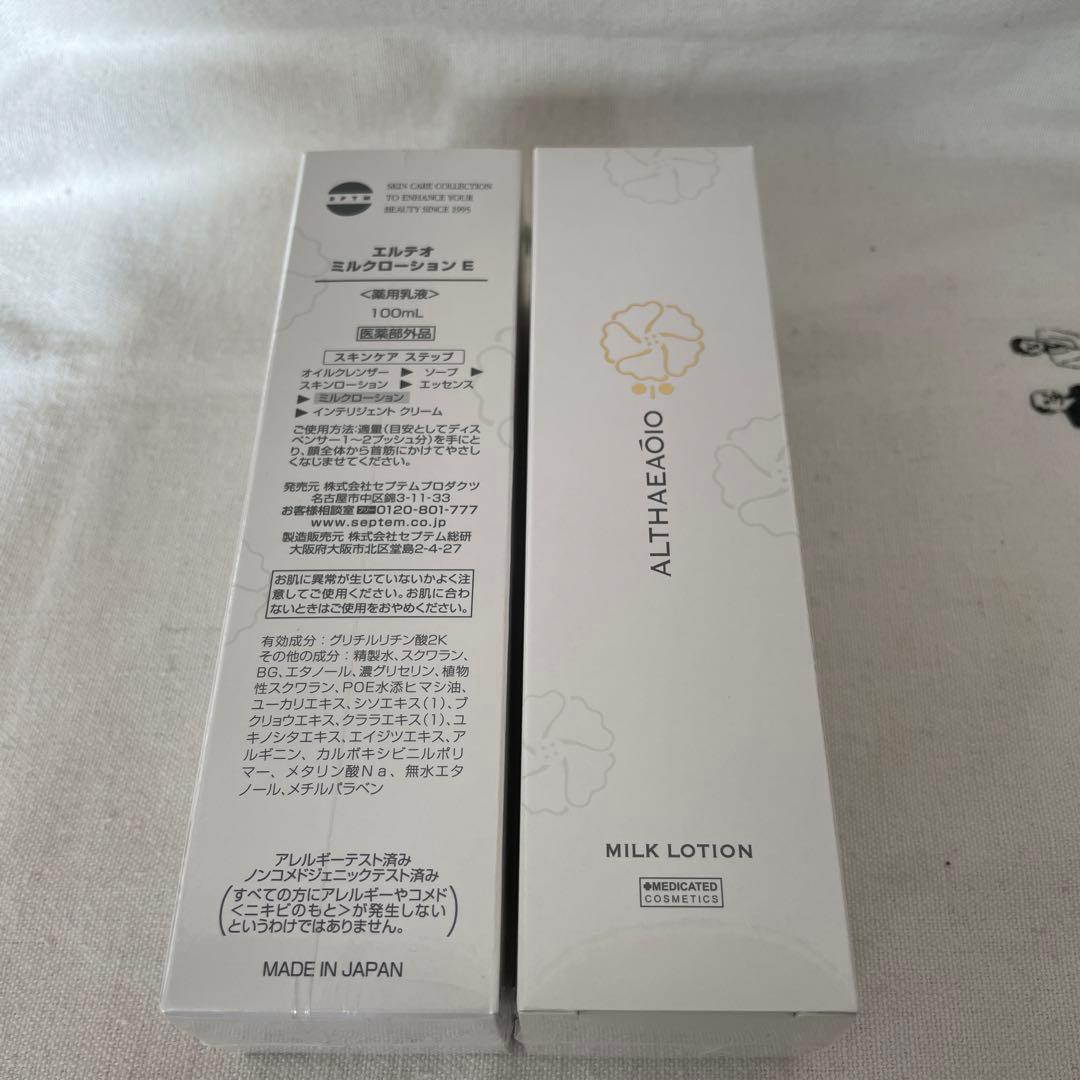 SPTM
SKIN CARE COLLECTION
TO ENHANCE YOUR
BEAUTY SINCE 1995
エルテオ
ミルクローション E
<薬用乳液>
100mL
医薬部外品
スキンケア ステップ
オイルクレンザー ▶ ソープ ▶
スキンローション ▶ エッセンス
▶ ミルクローション
▶ インテリジェント クリーム
ご使用方法:適量(目安としてディス
ペンサー1〜2プッシュ分)を手にと
り、顔全体から首筋にかけてやさし
くなじませてください。
発売元 株式会社セプテムプロダクツ
名古屋市中区錦3-11-33
お客様相談室 フリー0120-801-777
www.septem.co.jp
製造販売元 株式会社セプテム総研
大阪府大阪市北区堂島2-4-27
お肌に異常が生じていないかよく注
意してご使用ください。お肌に合わ
ないときはご使用をおやめください。
有効成分:グリチルリチン酸2K
その他の成分:精製水、スクワラン、
BG、エタノール、濃グリセリン、植物
性スクワラン、POE水添ヒマシ油、
ユーカリエキス、シソエキス(1)、ブ
クリョウエキス、クララエキス(1)、ユ
キノシタエキス、エイジツエキス、ア
ルギニン、カルボキシビニルポリ
マー、メタリン酸Na、無水エタ
ノール、メチルパラベン
アレルギーテスト済み
ノンコメドジェニックテスト済み
(すべての方にアレルギーやコメド
<ニキビのもと>が発生しない
というわけではありません。)
MADE IN JAPAN
ALTHAEAŌIO
MILK LOTION
✚MEDICATED
COSMETICS